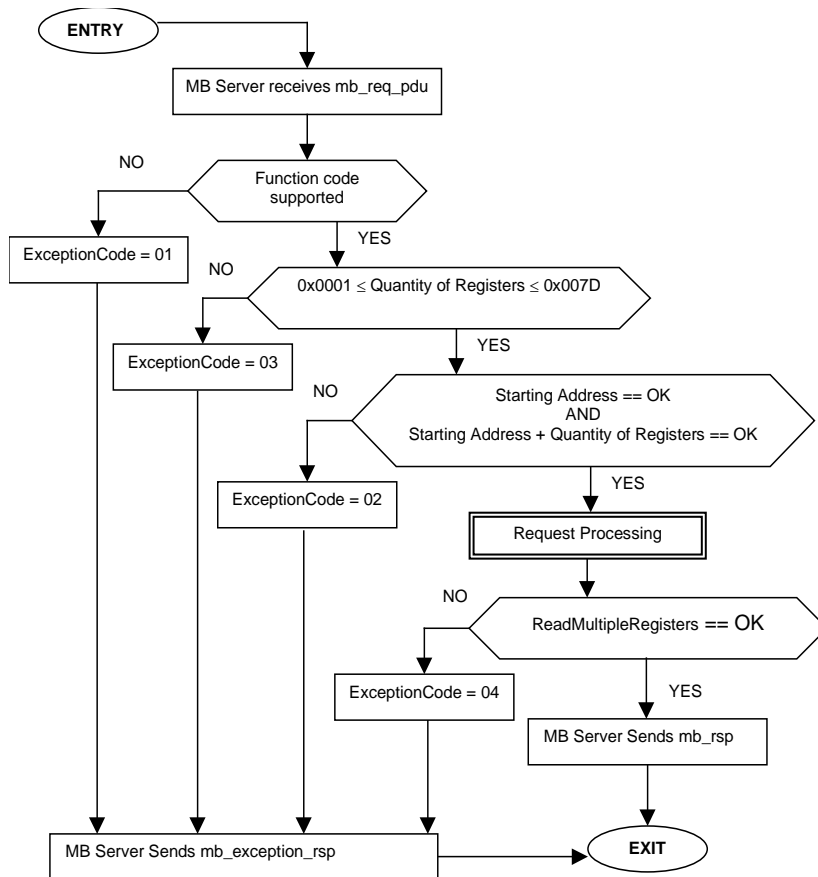 ENTRY
MB Server receives mb_req_pdu
NO
Function code
supported
YES
ExceptionCode = 01
NO
0x0001 ≤ Quantity of Registers ≤ 0x007D
YES
ExceptionCode = 03
NO
Starting Address == OK
AND
Starting Address + Quantity of Registers == OK
YES
ExceptionCode = 02
Request Processing
NO
ReadMultipleRegisters == OK
YES
ExceptionCode = 04
MB Server Sends mb_rsp
MB Server Sends mb_exception_rsp
EXIT